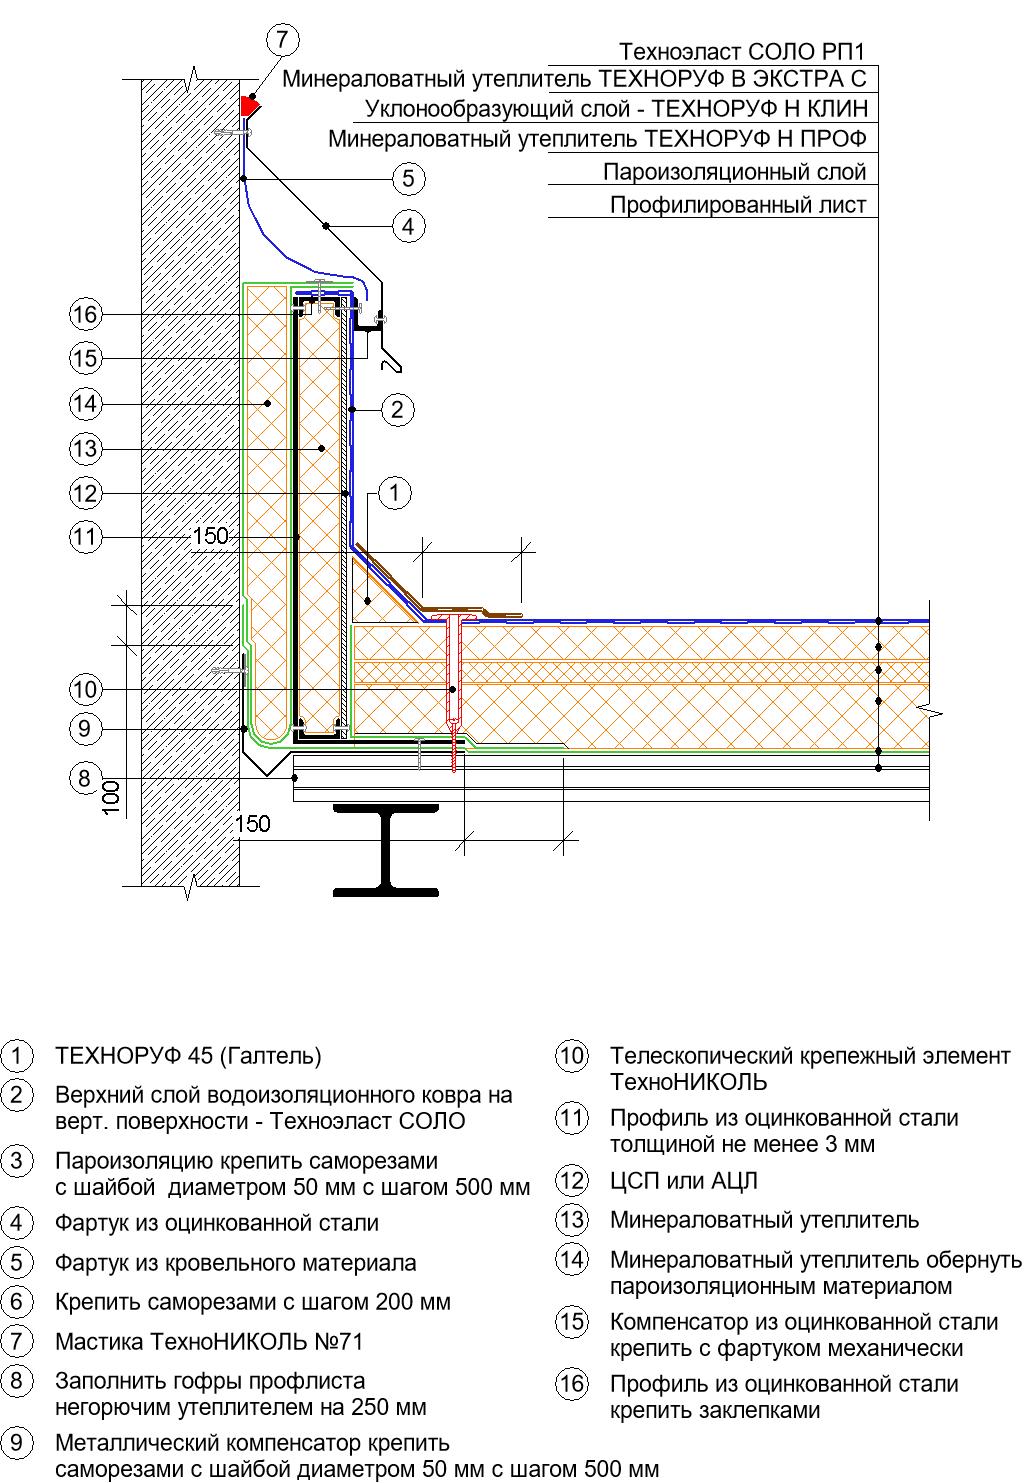 7
Техноэласт СОЛО РП1
Минераловатный утеплитель ТЕХНОРУФ В ЭКСТРА С
Уклонообразующий слой - ТЕХНОРУФ Н КЛИН
Минераловатный утеплитель ТЕХНОРУФ Н ПРОФ
Пароизоляционный слой
Профилированный лист
5
4
16
15
14
2
13
12
1
11
150
10
9
8
100
150
1 ТЕХНОРУФ 45 (Галтель)
2 Верхний слой водоизоляционного ковра на
верт. поверхности - Техноэласт СОЛО
3 Пароизоляцию крепить саморезами
с шайбой диаметром 50 мм с шагом 500 мм
4 Фартук из оцинкованной стали
5 Фартук из кровельного материала
6 Крепить саморезами с шагом 200 мм
7 Мастика ТехноНИКОЛЬ №71
8 Заполнить гофры профлиста
негорючим утеплителем на 250 мм
9 Металлический компенсатор крепить
саморезами с шайбой диаметром 50 мм с шагом 500 мм
10 Телескопический крепежный элемент
ТехноНИКОЛЬ
11 Профиль из оцинкованной стали
толщиной не менее 3 мм
12 ЦСП или АЦЛ
13 Минераловатный утеплитель
14 Минераловатный утеплитель обернуть
пароизоляционным материалом
15 Компенсатор из оцинкованной стали
крепить с фартуком механически
16 Профиль из оцинкованной стали
крепить заклепками